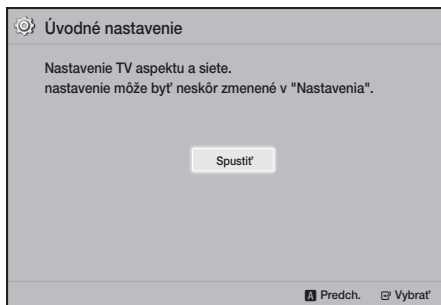 Úvodné nastavenie
Nastavenie TV aspektu a siete.
nastavenie môže byť neskôr zmenené v "Nastavenia".
Spustiť
A Predch. Vybrať